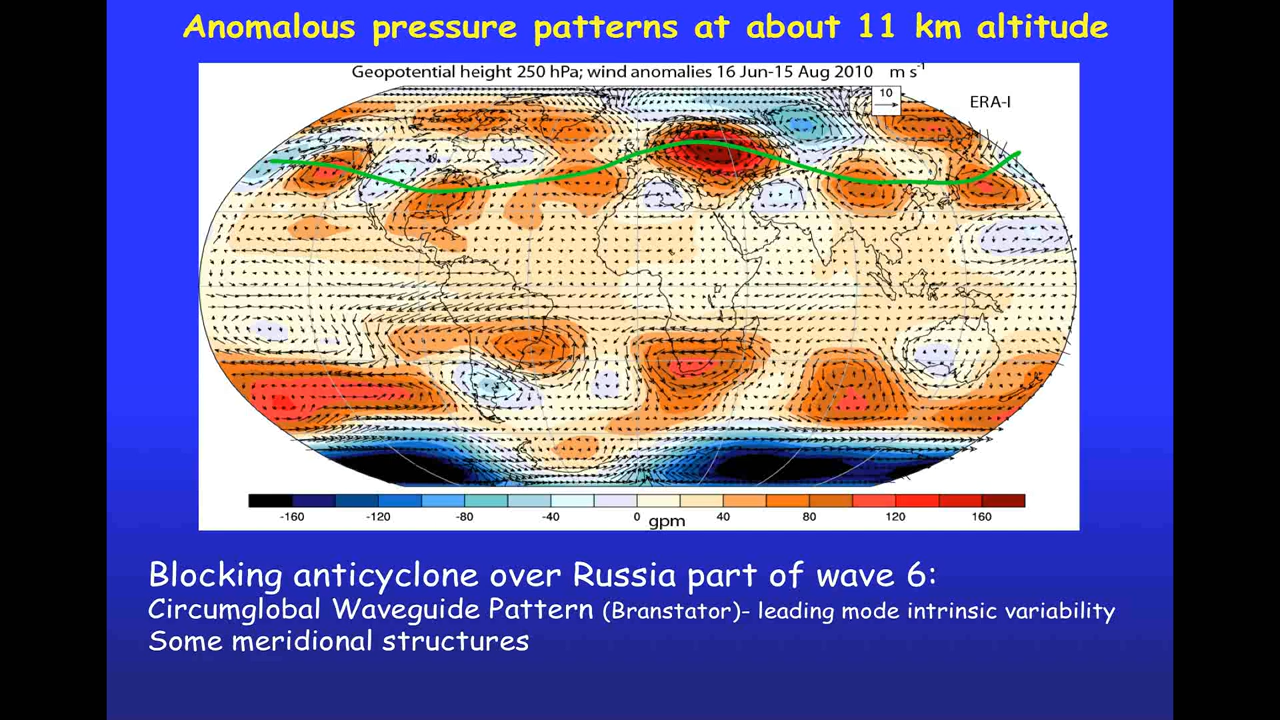 Anomalous pressure patterns at about 11 km altitude
Geopotential height 250 hPa; wind anomalies 16 Jun-15 Aug 2010 m s-1
10
ERA-I
-160 -120 -80 -40 0 40 80 120 160
gpm
Blocking anticyclone over Russia part of wave 6:
Circumglobal Waveguide Pattern (Branstator)- leading mode intrinsic variability
Some meridional structures